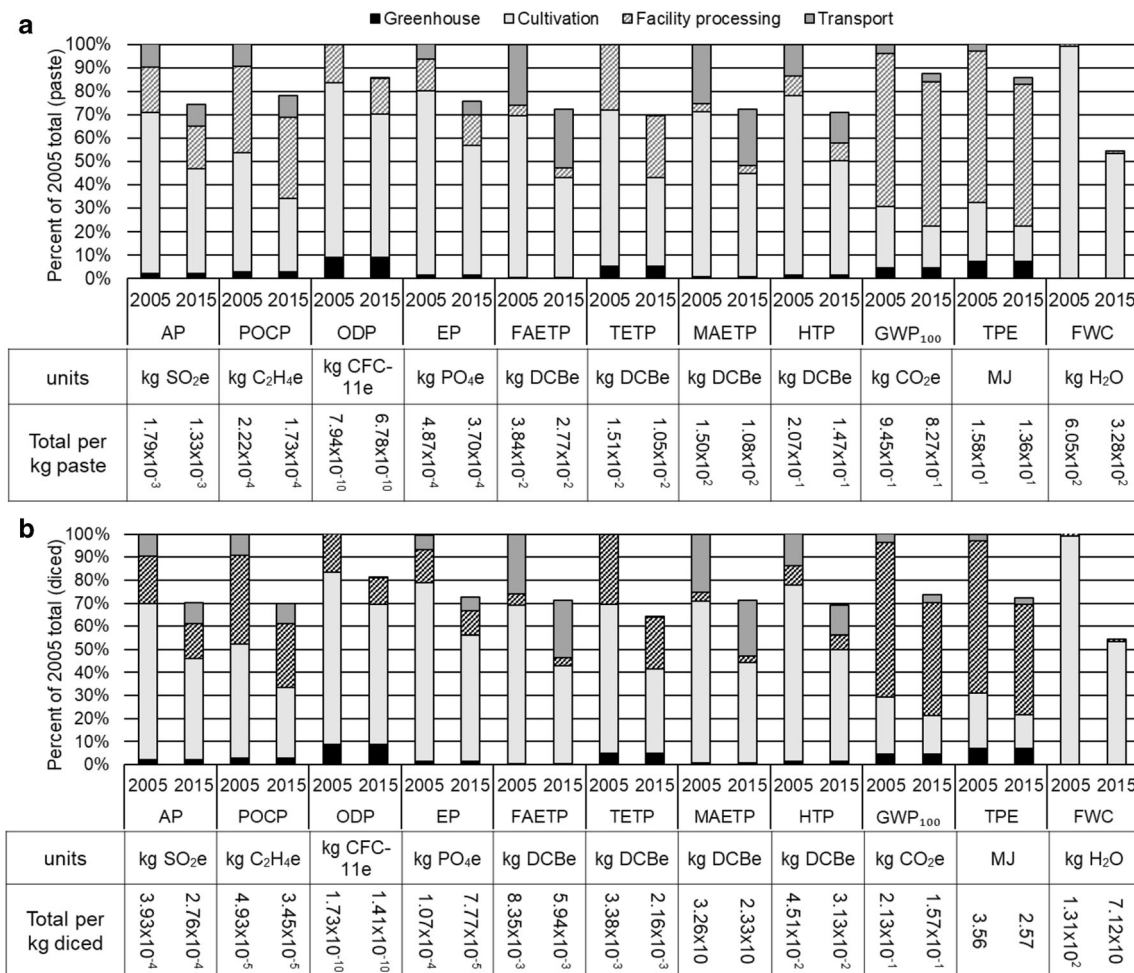 Greenhouse Cultivation Facility processing Transport
a
Percent of 2005 total (paste)
100%
90%
80%
70%
60%
50%
40%
30%
20%
10%
0%
2005 2015 2005 2015 2005 2015 2005 2015 2005 2015 2005 2015 2005 2015 2005 2015 2005 2015 2005 2015 2005 2015
AP POCP ODP EP FAETP TETP MAETP HTP GWP₁₀₀ TPE FWC
units kg SO₂e kg C₂H₄e kg CFC-11e kg PO₄e kg DCBe kg DCBe kg DCBe kg DCBe kg CO₂e MJ kg H₂O
Total per kg paste 1.79x10⁻³ 1.33x10⁻³ 2.22x10⁻⁴ 1.73x10⁻⁴ 7.94x10⁻¹⁰ 6.78x10⁻¹⁰ 4.87x10⁻⁴ 3.70x10⁻⁴ 3.84x10⁻² 2.77x10⁻² 1.51x10⁻² 1.05x10⁻² 1.50x10² 1.08x10² 2.07x10⁻¹ 1.47x10⁻¹ 9.45x10⁻¹ 8.27x10⁻¹ 1.58x10¹ 1.36x10¹ 6.05x10² 3.28x10²
b
Percent of 2005 total (diced)
100%
90%
80%
70%
60%
50%
40%
30%
20%
10%
0%
2005 2015 2005 2015 2005 2015 2005 2015 2005 2015 2005 2015 2005 2015 2005 2015 2005 2015 2005 2015 2005 2015
AP POCP ODP EP FAETP TETP MAETP HTP GWP₁₀₀ TPE FWC
units kg SO₂e kg C₂H₄e kg CFC-11e kg PO₄e kg DCBe kg DCBe kg DCBe kg DCBe kg CO₂e MJ kg H₂O
Total per kg diced 3.93x10⁻⁴ 2.76x10⁻⁴ 4.93x10⁻⁵ 3.45x10⁻⁵ 1.73x10⁻¹⁰ 1.41x10⁻¹⁰ 1.07x10⁻⁴ 7.77x10⁻⁵ 8.35x10⁻³ 5.94x10⁻³ 3.38x10⁻³ 2.16x10⁻³ 3.26x10 2.33x10 4.51x10⁻² 3.13x10⁻² 2.13x10⁻¹ 1.57x10⁻¹ 3.56 2.57 1.31x10² 7.12x10